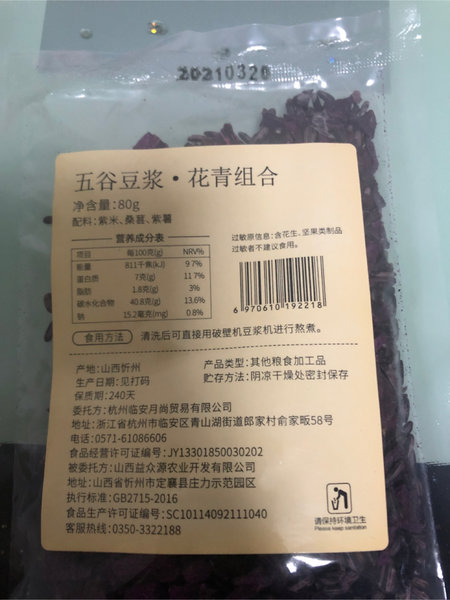 20210320
五谷豆浆·花青组合
净含量:80g
配料:紫米、桑葚、紫薯
营养成分表
项目 每100克(g) NRV%
能量 811千焦(kJ) 9.7%
蛋白质 7克(g) 11.7%
脂肪 1.8克(g) 3%
碳水化合物 40.8克(g) 13.6%
钠 15.2毫克(mg) 0.8%
过敏原信息:含花生、坚果类制品
过敏者不建议食用。
6970610192218
食用方法 清洗后可直接用破壁机豆浆机进行熬煮。
产地:山西忻州
生产日期:见打码
保质期:240天
产品类型:其他粮食加工品
贮存方法:阴凉干燥处密封保存
委托方:杭州临安月尚贸易有限公司
地址:浙江省杭州市临安区青山湖街道郎家村俞家畈58号
电话:0571-61086606
食品经营许可证编号:JY13301850030202
被委托方:山西益众源农业开发有限公司
地址:山西省忻州市定襄县庄力示范园区
执行标准:GB2715-2016
食品生产许可证编号:SC10114092111040
客服热线:0350-3322188
请保持环境卫生
Please keep sanitation